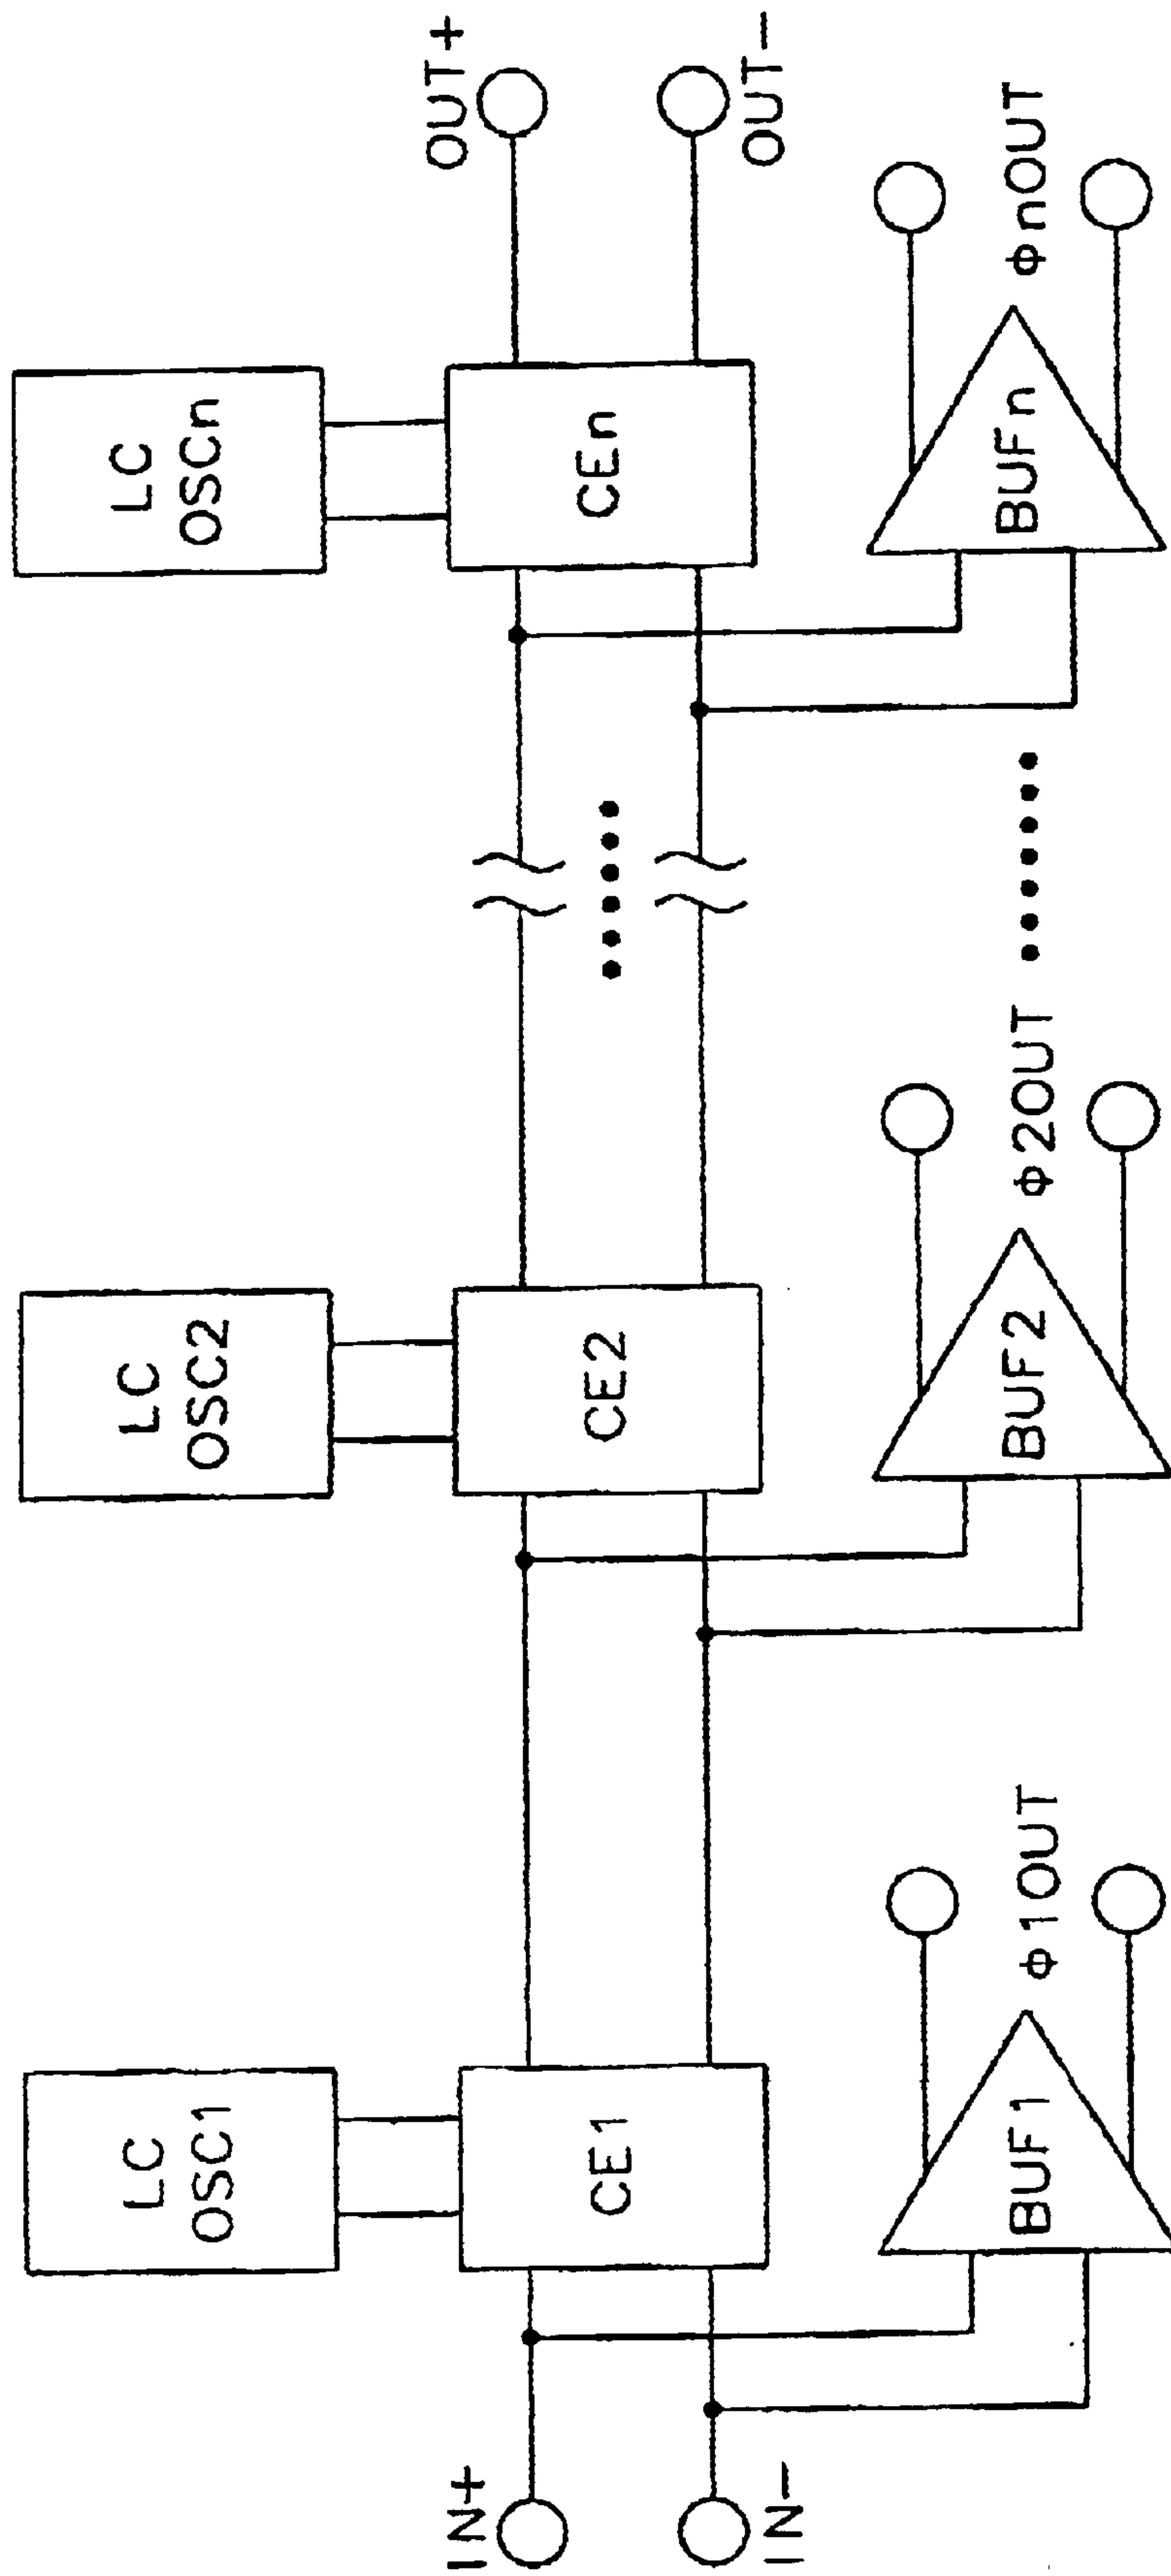 LC
OSC1
LC
OSC2
LC
OSCn
IN+
CE1
CE2
CEn
OUT+
IN-
OUT-
BUF1
Φ1OUT
BUF2
Φ2OUT
BUFn
ΦnOUT